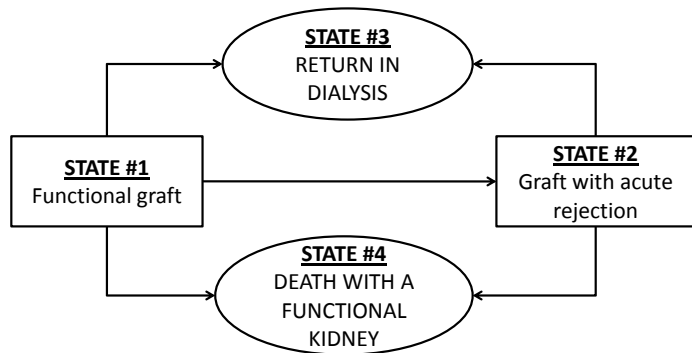 STATE #3
RETURN IN
DIALYSIS
STATE #1
Functional graft
STATE #2
Graft with acute
rejection
STATE #4
DEATH WITH A
FUNCTIONAL
KIDNEY